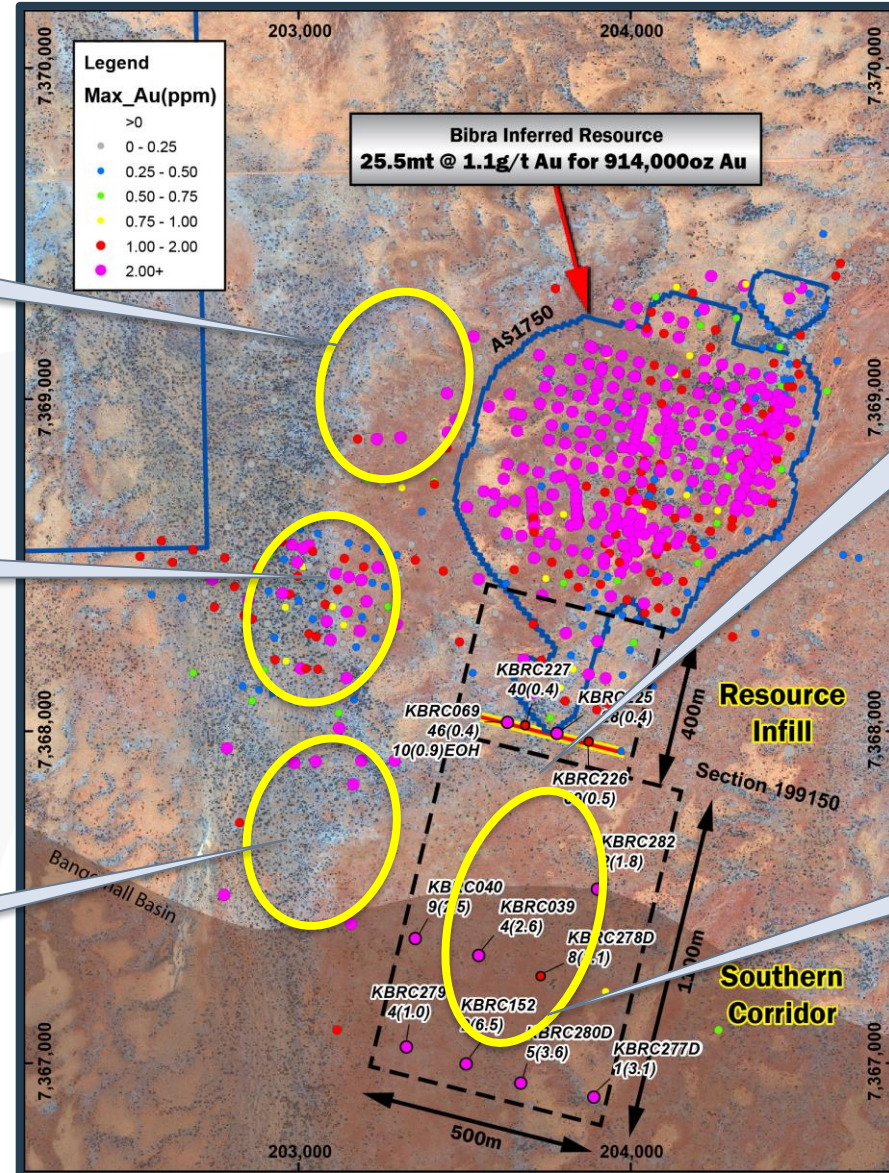 203,000
204,000
7,370,000
7,370,000
Legend
Max_Au(ppm)
>0
0 - 0.25
0.25 - 0.50
0.50 - 0.75
0.75 - 1.00
1.00 - 2.00
2.00+
Bibra Inferred Resource
25.5mt @ 1.1g/t Au for 914,000oz Au
A$1750
7,369,000
7,369,000
KBRC227
40(0.4)
KBRC069
46(0.4)
10(0.9)EOH
KBRC226
400m
Resource
Infill
7,368,000
7,368,000
Section 199150
KBRC282
Basin
KBRC040
KBRC039
4(2.6)
KBRC278D
KBRC279
4(1.0)
KBRC152
KBRC280D
5(3.6)
KBRC277D
1(3.1)
Southern
Corridor
7,367,000
7,367,000
500m
203,000
204,000